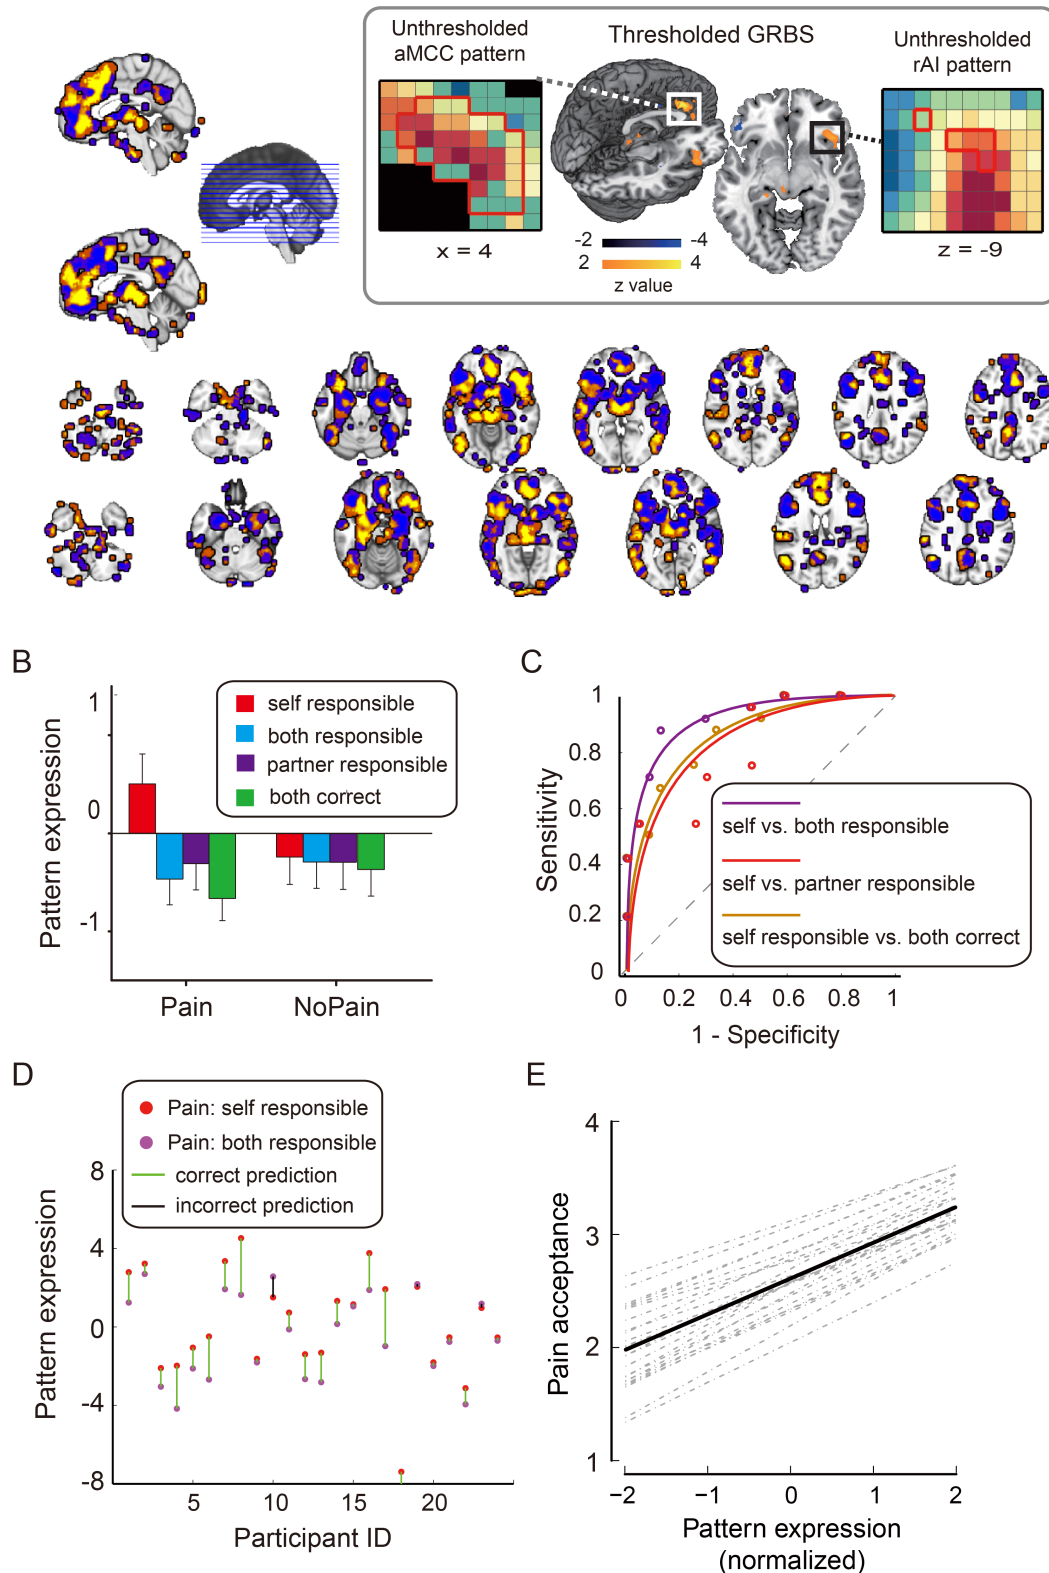 Unthresholded
aMCC pattern
Thresholded GRBS
Unthresholded
rAI pattern
x = 4
-2 -4
2 4
z value
z = -9
B
1
0
-1
Pattern expression
self responsible
both responsible
partner responsible
both correct
Pain NoPain
C
1.0
0.8
0.6
0.4
0.2
0
Sensitivity
self vs. both responsible
self vs. partner responsible
self responsible vs. both correct
0 0.2 0.4 0.6 0.8 1
1 - Specificity
D
Pain: self responsible
Pain: both responsible
correct prediction
incorrect prediction
8
4
0
-4
-8
Pattern expression
5 10 15 20
Participant ID
E
4
3
2
1
Pain acceptance
−2 −1 0 1 2
Pattern expression
(normalized)